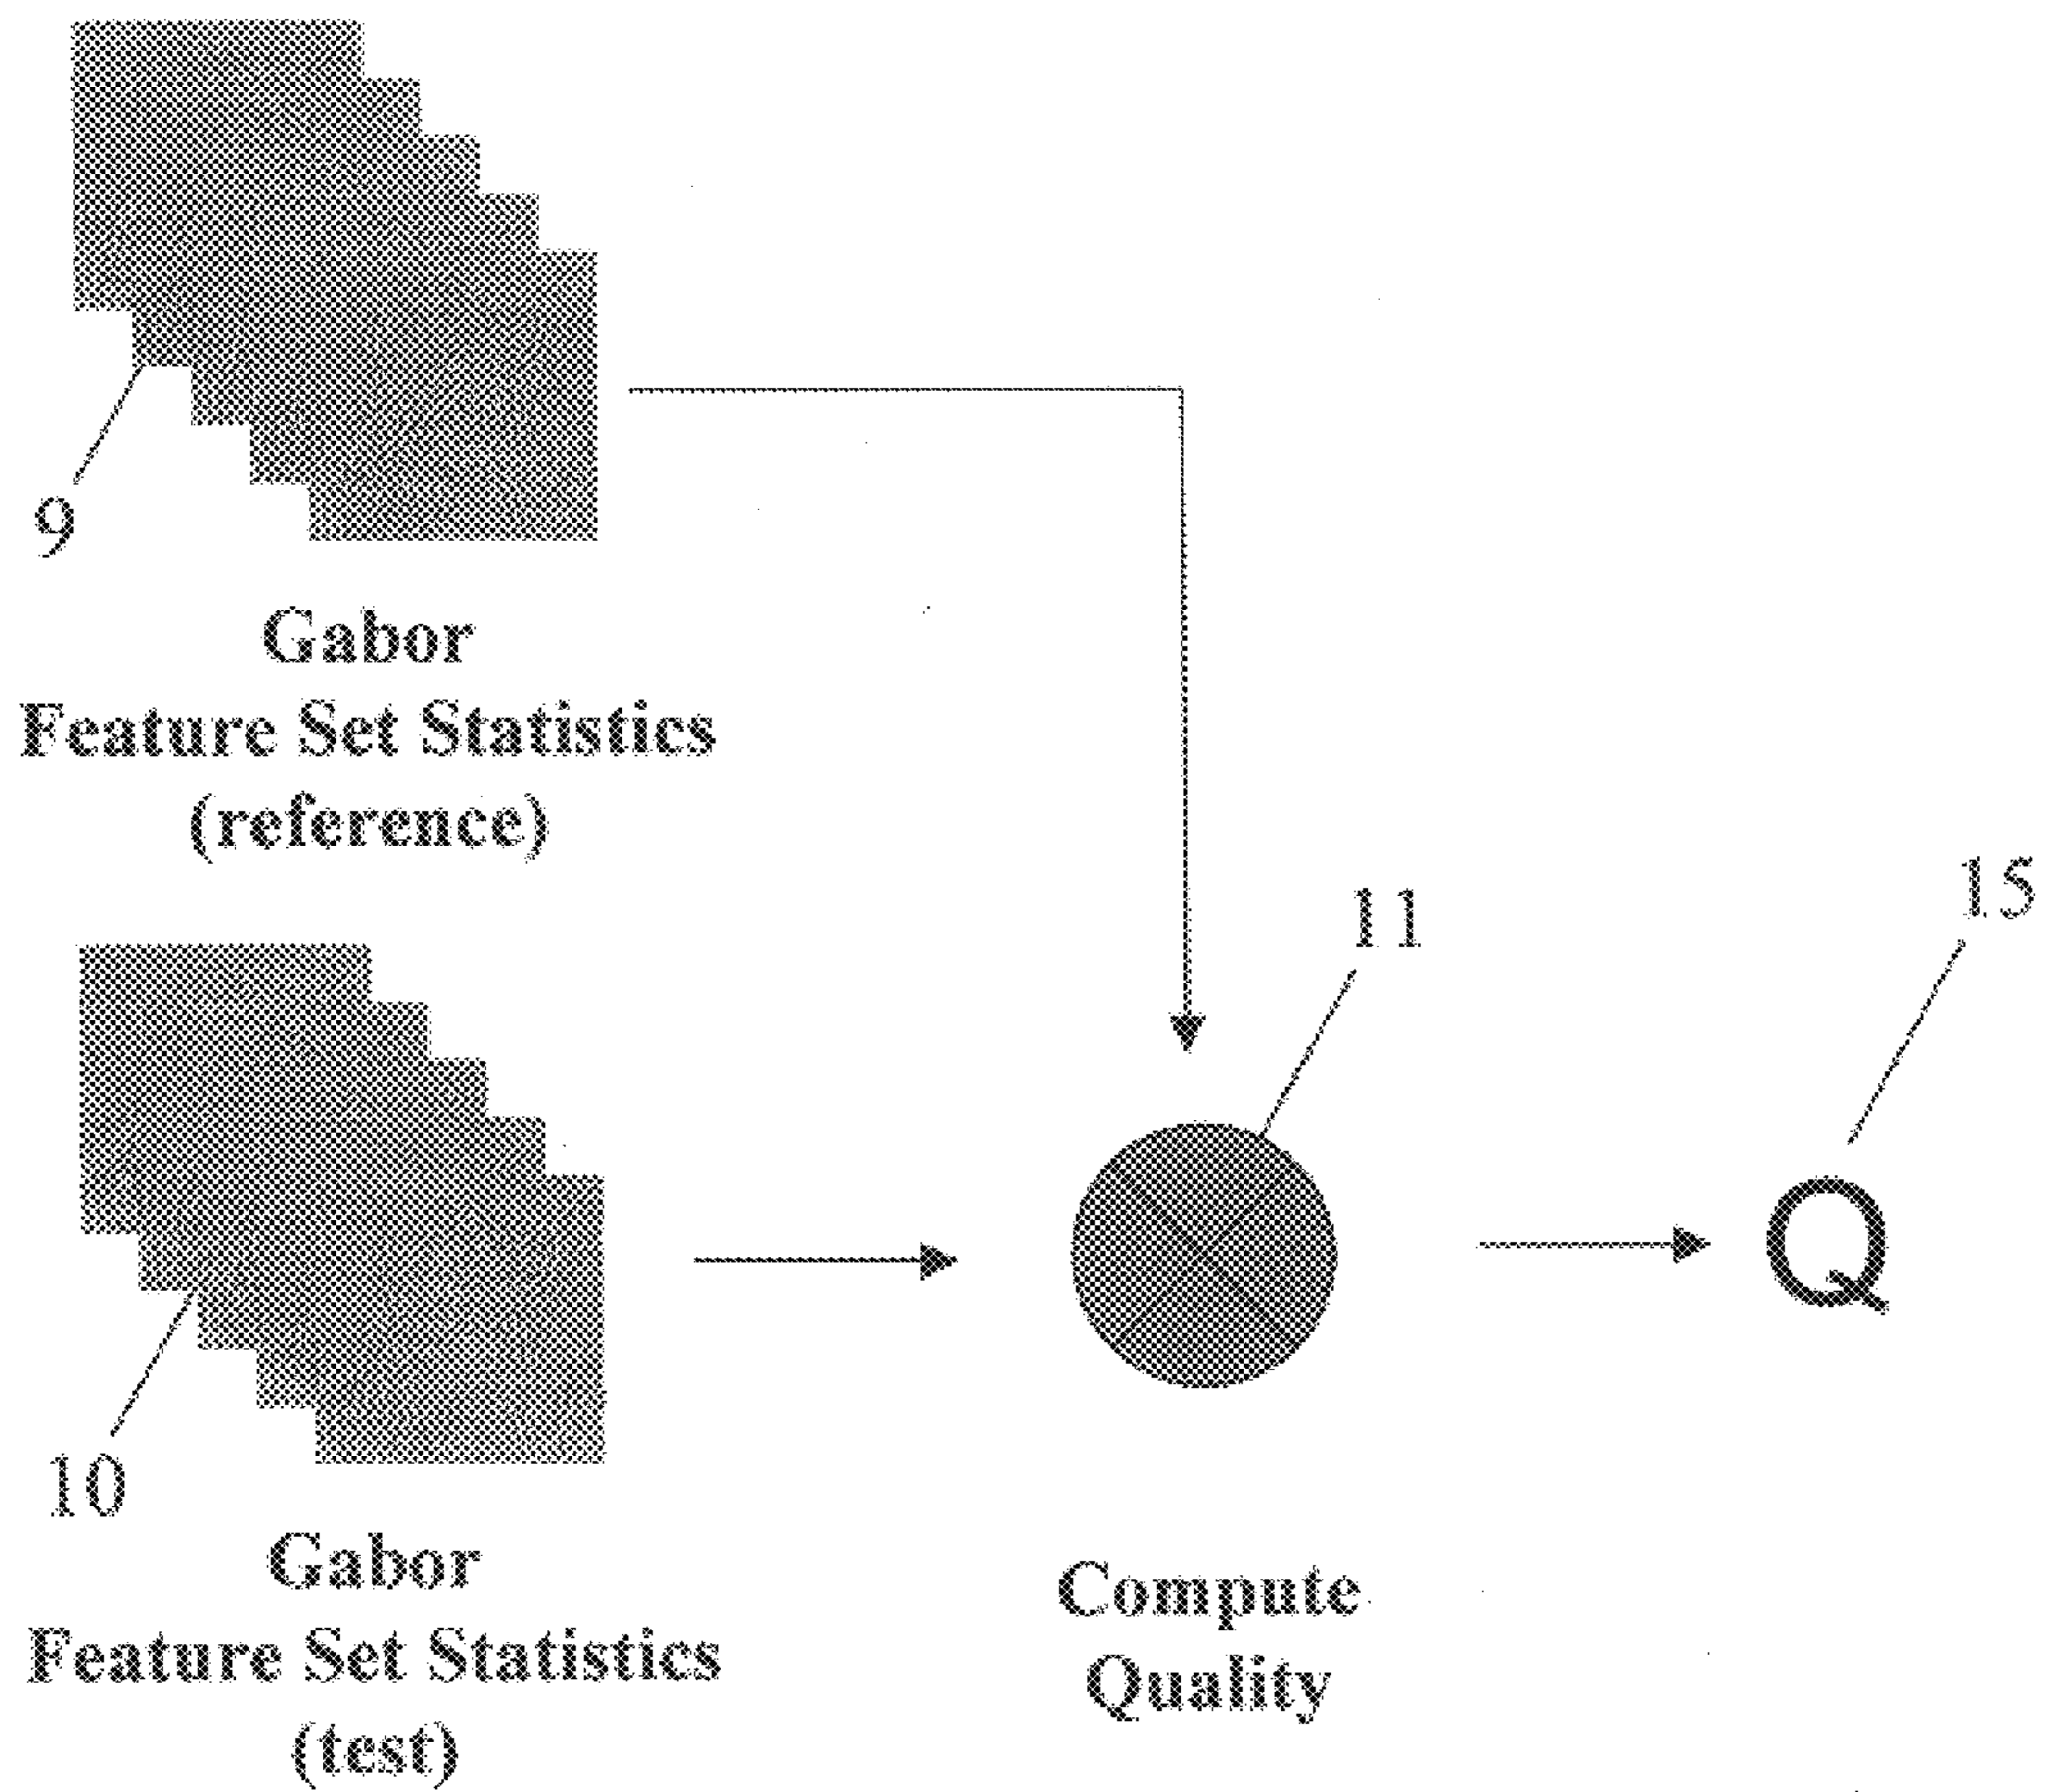 9
Gabor
Feature Set Statistics
(reference)
11
15
Q
10
Gabor
Feature Set Statistics
(test)
Compute
Quality